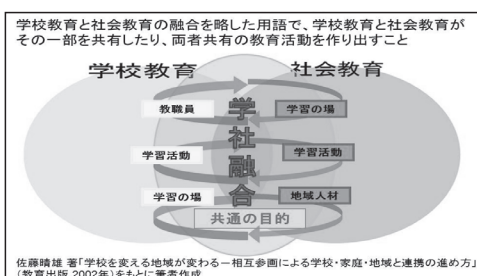 学校教育と社会教育の融合を略した用語で、学校教育と社会教育が
その一部を共有したり、両者共有の教育活動を作り出すこと
学校教育
社会教育
学社融合
教職員
学習の場
学習活動
学習活動
学習の場
地域人材
共通の目的
佐藤晴雄 著「学校を変える地域が変わる－相互参画による学校・家庭・地域と連携の進め方」
(教育出版,2002年)をもとに筆者作成